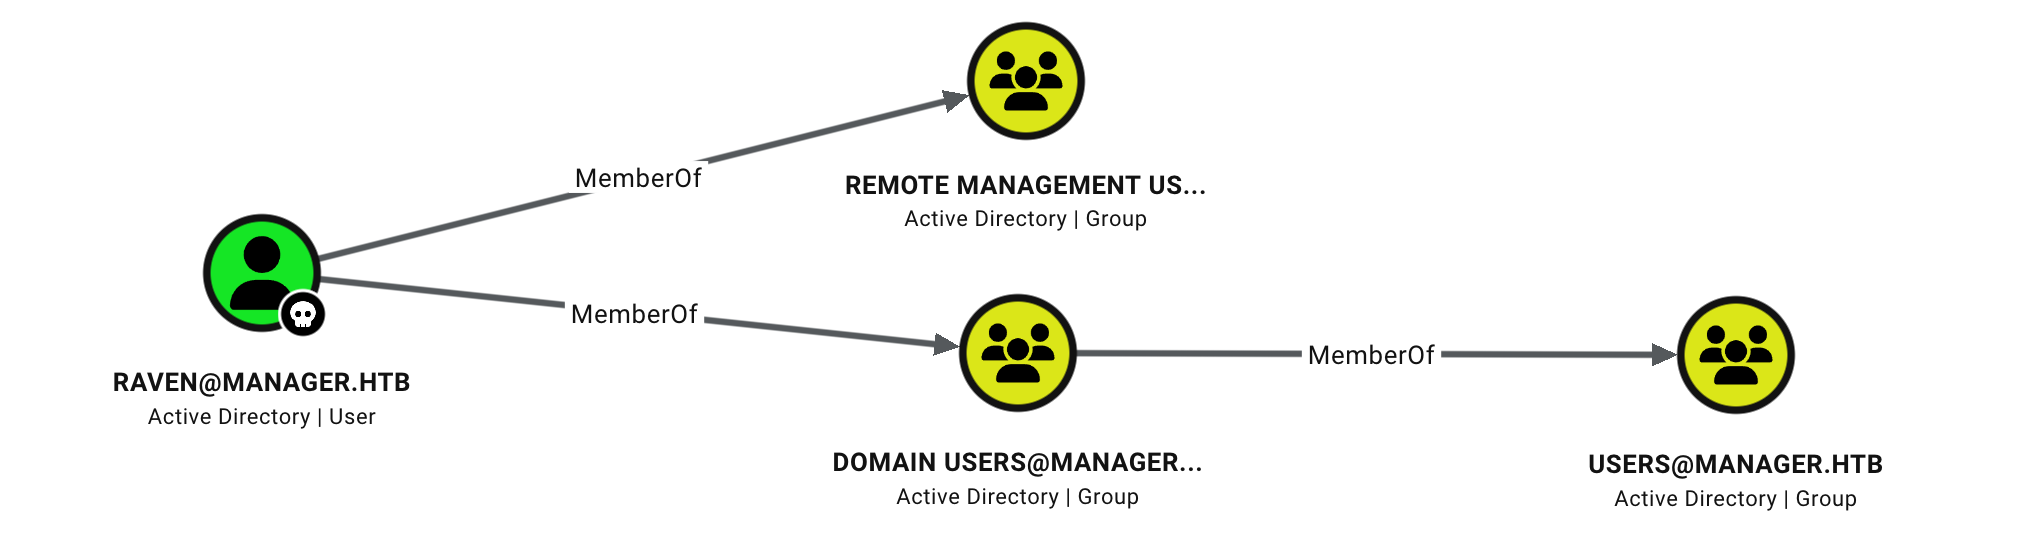 REMOTE MANAGEMENT US...
Active Directory | Group
MemberOf
RAVEN@MANAGER.HTB
Active Directory | User
MemberOf
DOMAIN USERS@MANAGER...
Active Directory | Group
MemberOf
USERS@MANAGER.HTB
Active Directory | Group